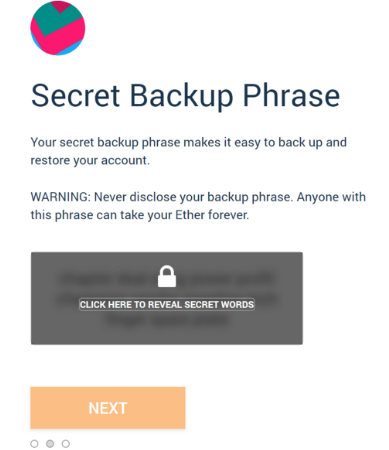 Secret Backup Phrase
Your secret backup phrase makes it easy to back up and
restore your account.
WARNING: Never disclose your backup phrase. Anyone with
this phrase can take your Ether forever.
CLICK HERE TO REVEAL SECRET WORDS
NEXT